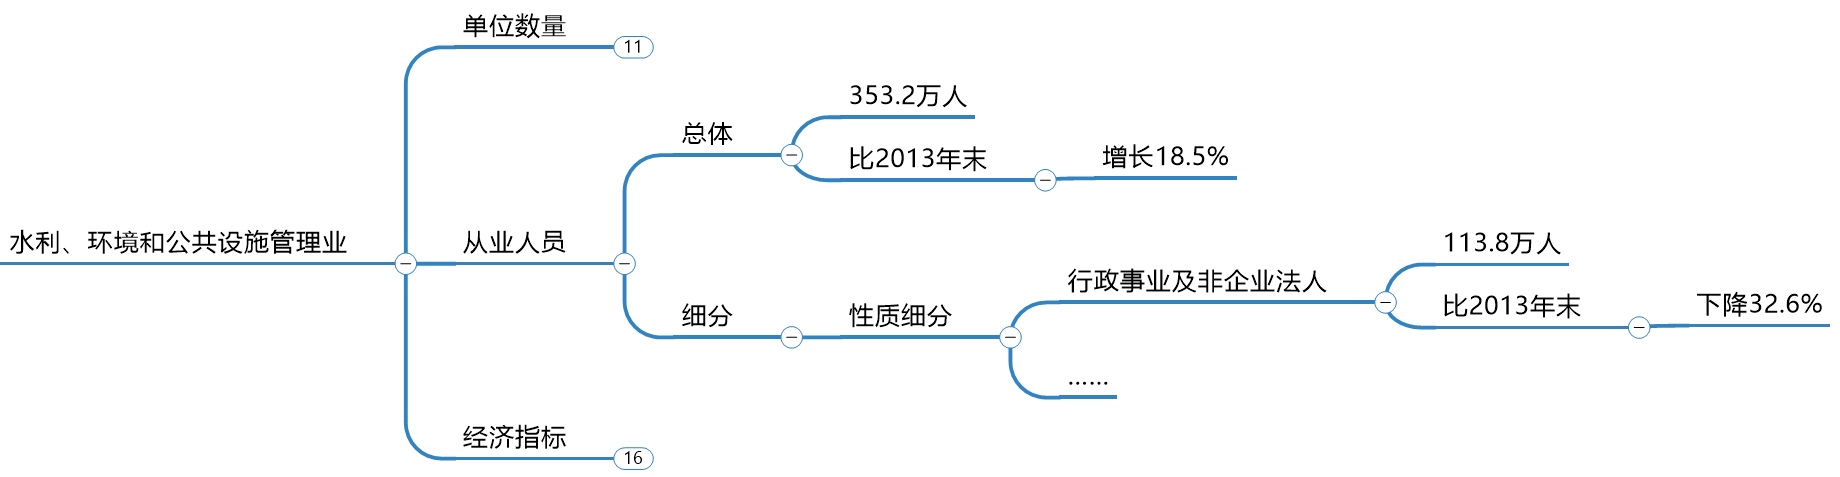 单位数量
11
353.2万人
总体
比2013年末
增长18.5%
水利、环境和公共设施管理业
从业人员
113.8万人
行政事业及非企业法人
比2013年末
下降32.6%
细分
性质细分
……
经济指标
16